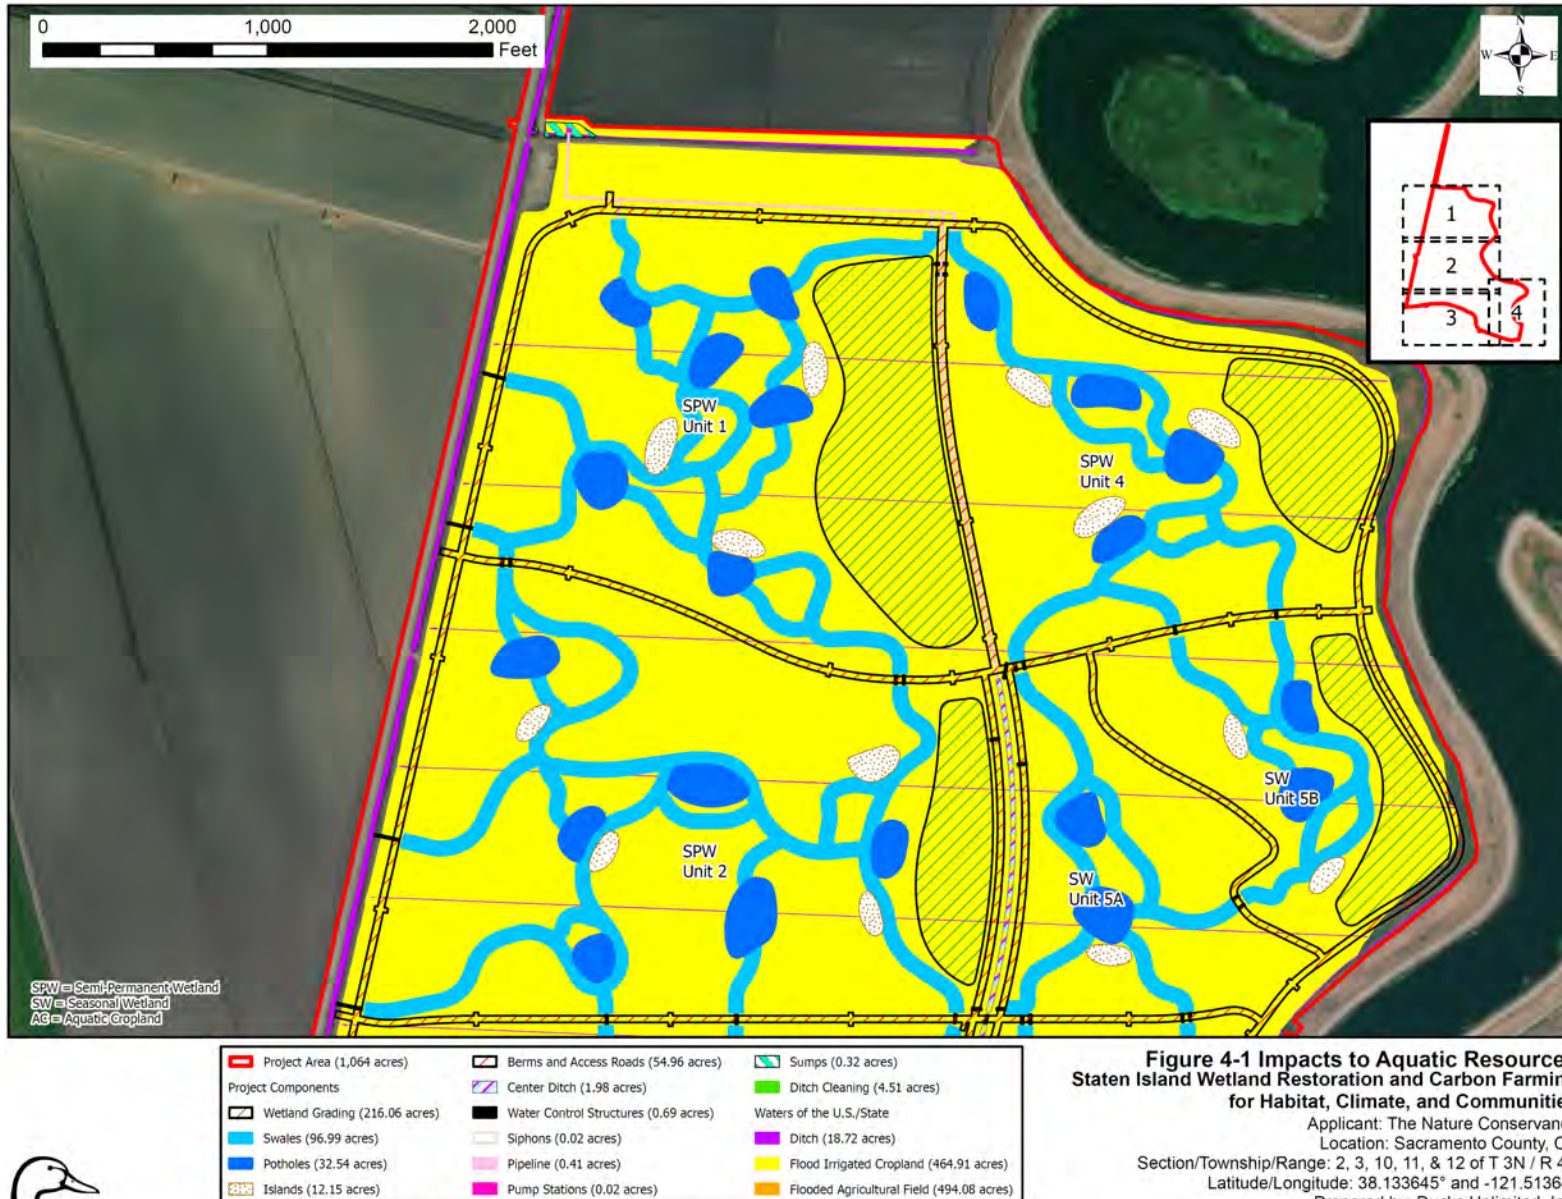 0 1,000 2,000
Feet
N
W E
S
1
2
3 4
SPW
Unit 1
SPW
Unit 4
SW
Unit 5B
SPW
Unit 2
SW
Unit 5A
SPW = Semi-Permanent Wetland
SW = Seasonal Wetland
AC = Aquatic Cropland
Project Area (1,064 acres)
Project Components
Wetland Grading (216.06 acres)
Swales (96.99 acres)
Potholes (32.54 acres)
Islands (12.15 acres)
Berms and Access Roads (54.96 acres)
Center Ditch (1.98 acres)
Water Control Structures (0.69 acres)
Siphons (0.02 acres)
Pipeline (0.41 acres)
Pump Stations (0.02 acres)
Sumps (0.32 acres)
Ditch Cleaning (4.51 acres)
Waters of the U.S./State
Ditch (18.72 acres)
Flood Irrigated Cropland (464.91 acres)
Flooded Agricultural Field (494.08 acres)
Figure 4-1 Impacts to Aquatic Resource
Staten Island Wetland Restoration and Carbon Farmin
for Habitat, Climate, and Communitie
Applicant: The Nature Conservan
Location: Sacramento County, C
Section/Township/Range: 2, 3, 10, 11, & 12 of T 3N / R 4
Latitude/Longitude: 38.133645° and -121.5136
Prepared by: Ducks Unlimited, I